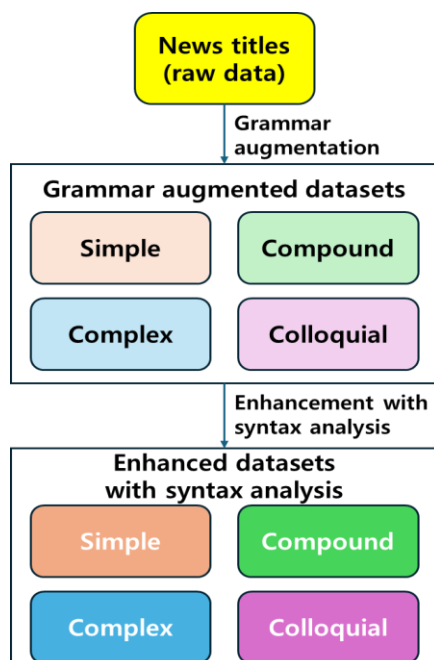 News titles
(raw data)
Grammar
augmentation
Grammar augmented datasets
Simple
Compound
Complex
Colloquial
Enhancement with
syntax analysis
Enhanced datasets
with syntax analysis
Simple
Compound
Complex
Colloquial